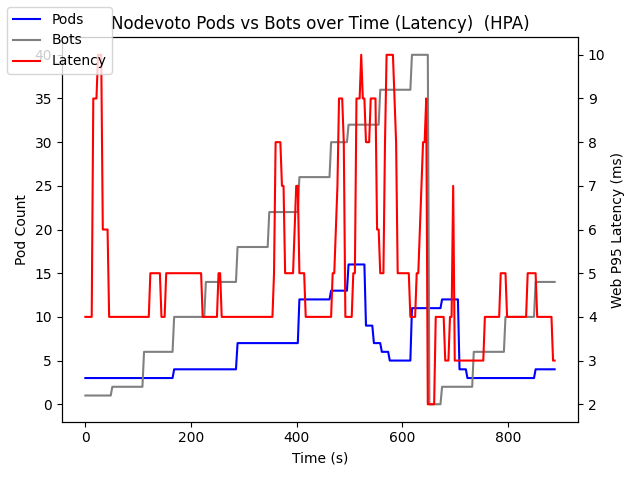 Nodevoto Pods vs Bots over Time (Latency) (HPA)
Pods
Bots
Latency
40
35
30
25
20
15
10
5
0
Pod Count
10
9
8
7
6
5
4
3
2
Web P95 Latency (ms)
0 200 400 600 800
Time (s)